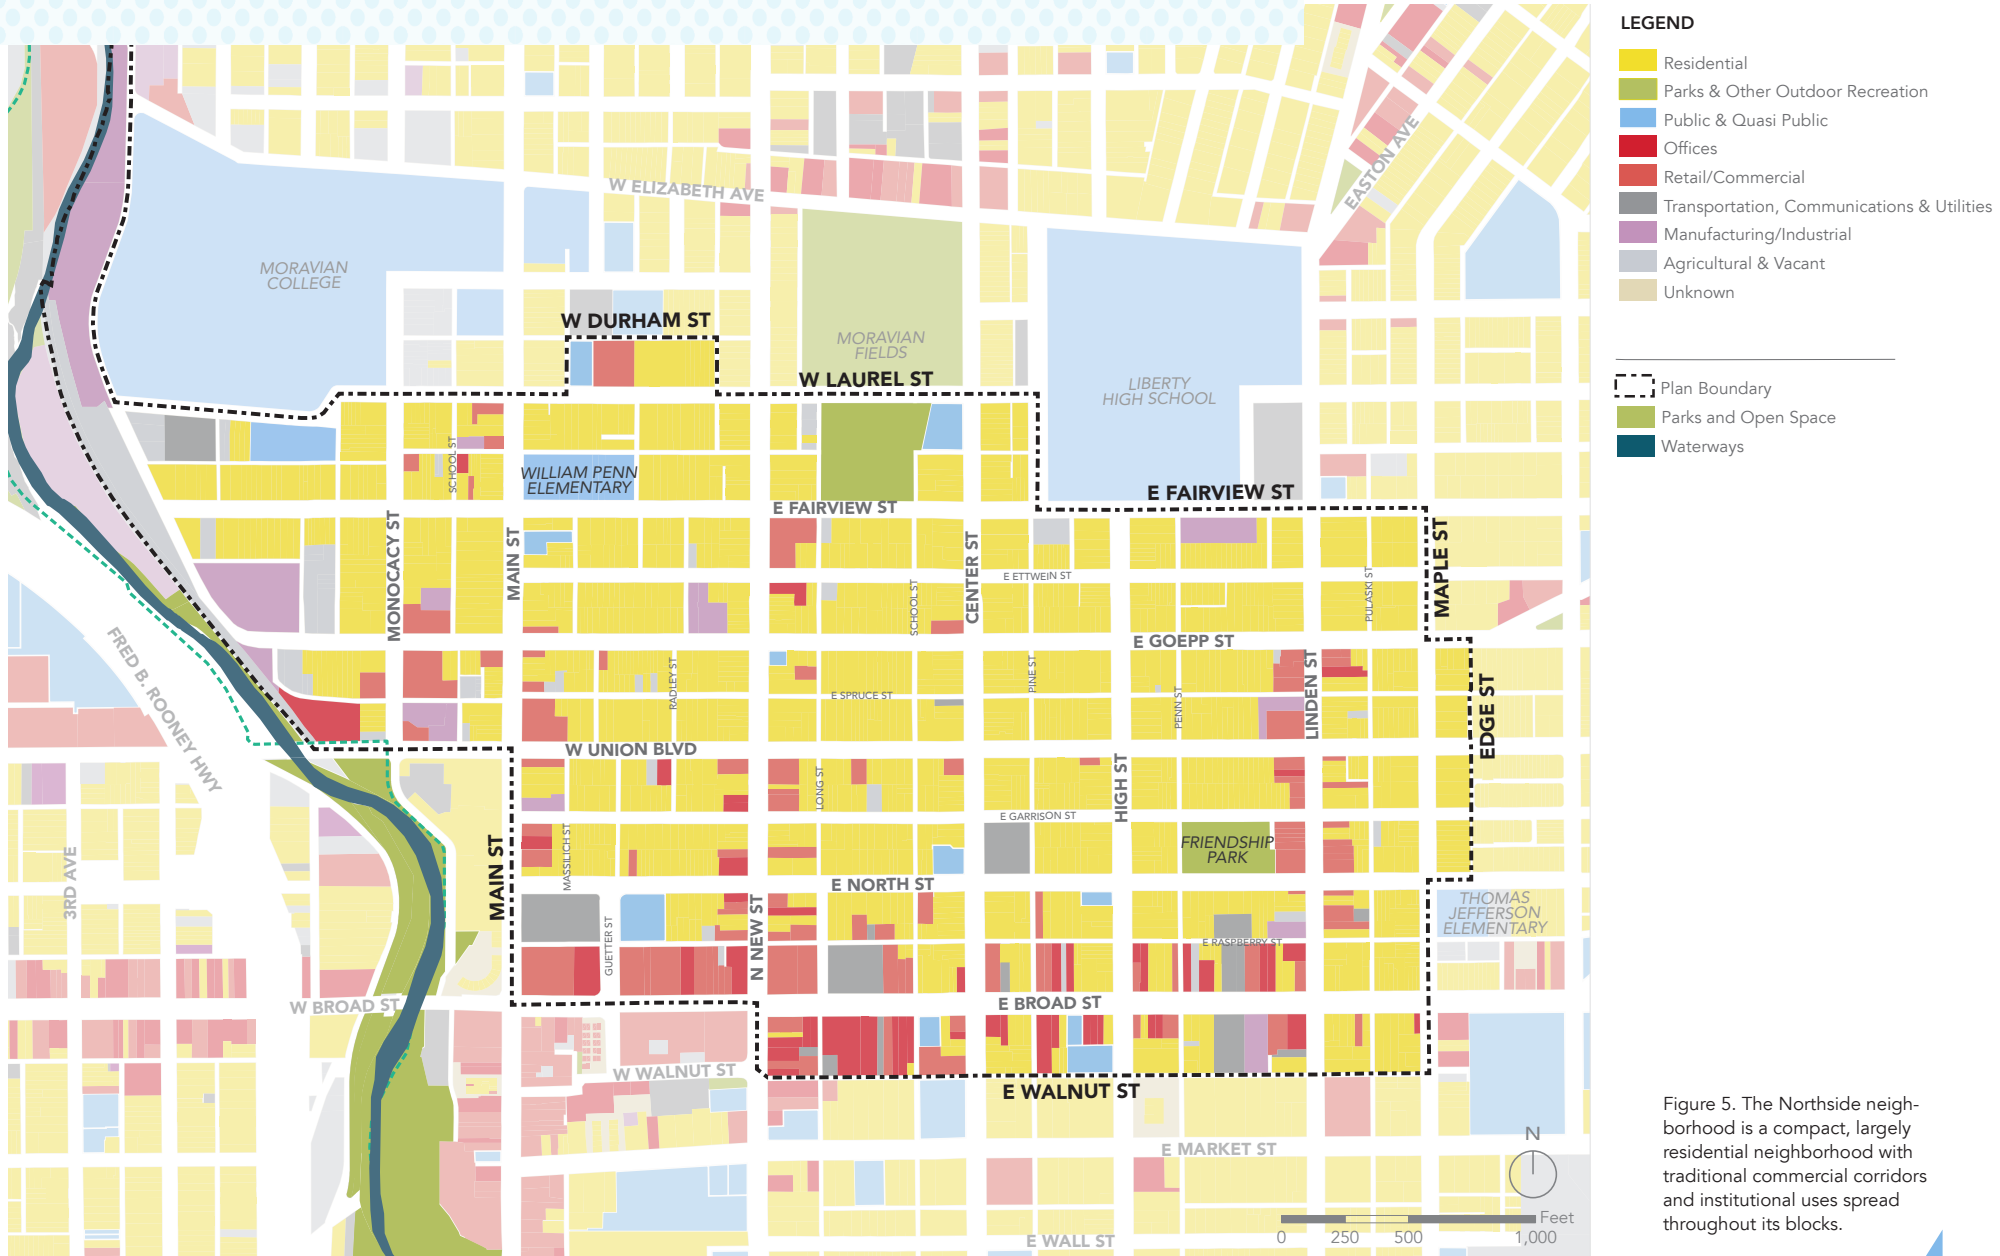 LEGEND
Residential
Parks & Other Outdoor Recreation
Public & Quasi Public
Offices
Retail/Commercial
Transportation, Communications & Utilities
Manufacturing/Industrial
Agricultural & Vacant
Unknown
Plan Boundary
Parks and Open Space
Waterways
EASTON AVE
W ELIZABETH AVE
MORAVIAN
COLLEGE
W DURHAM ST
MORAVIAN
FIELDS
W LAUREL ST
LIBERTY
HIGH SCHOOL
SCHOOL ST
WILLIAM PENN
ELEMENTARY
E FAIRVIEW ST
E FAIRVIEW ST
MONOCACY ST
MAIN ST
CENTER ST
MAPLE ST
E ETTWEIN ST
SCHOOL ST
PULASKI ST
E GOEPP ST
FRED B. ROONEY HWY
RADLEY ST
E SPRUCE ST
PINE ST
PENN ST
LINDEN ST
EDGE ST
W UNION BLVD
LONG ST
HIGH ST
E GARRISON ST
MASSILICH ST
FRIENDSHIP
PARK
3RD AVE
MAIN ST
E NORTH ST
THOMAS
JEFFERSON
ELEMENTARY
GUETTER ST
N NEW ST
E RASPBERRY ST
W BROAD ST
E BROAD ST
W WALNUT ST
E WALNUT ST
E MARKET ST
E WALL ST
N
Feet
0 250 500 1,000
Figure 5. The Northside neigh-
borhood is a compact, largely
residential neighborhood with
traditional commercial corridors
and institutional uses spread
throughout its blocks.